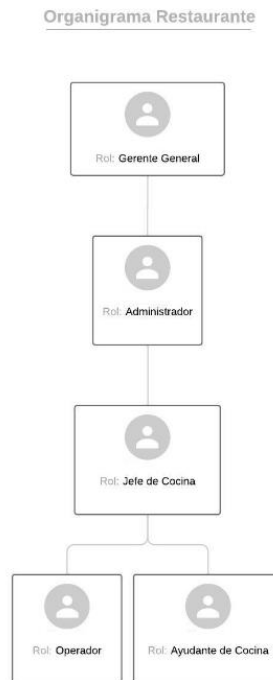 Organigrama Restaurante
Rol: Gerente General
Rol: Administrador
Rol: Jefe de Cocina
Rol: Operador
Rol: Ayudante de Cocina